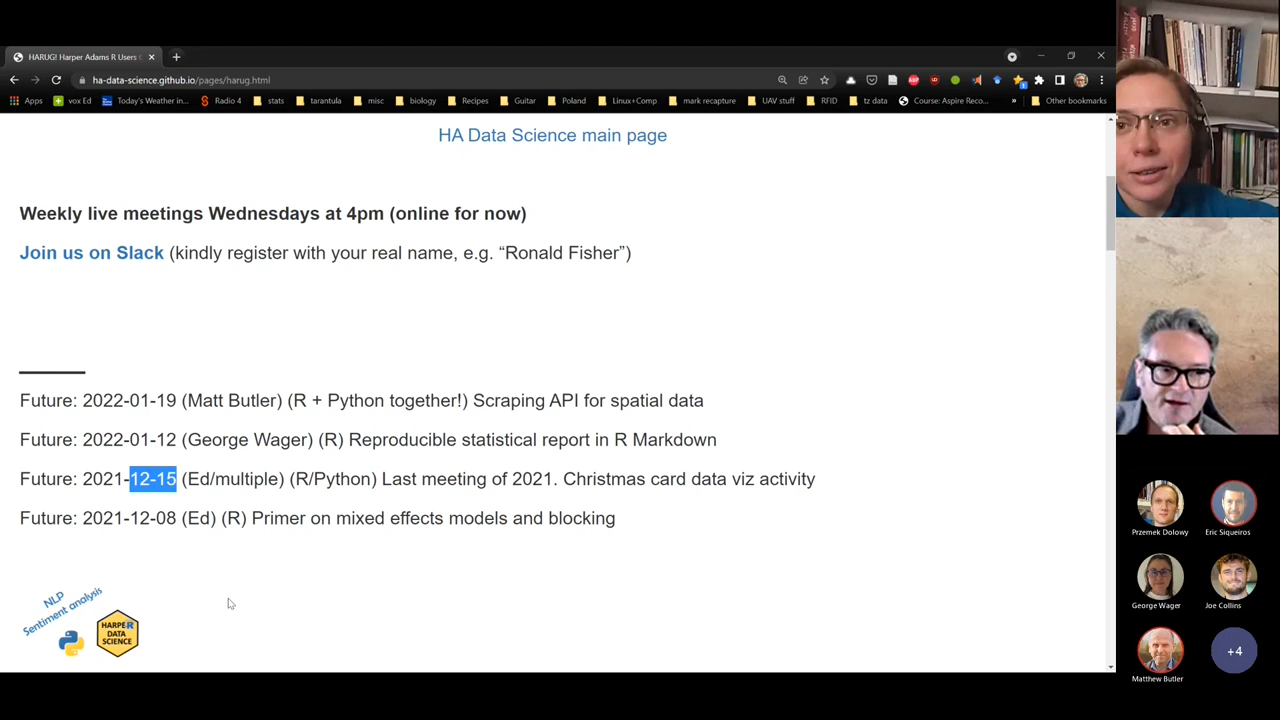 HARUG! Harper Adams R Users
ha-data-science.github.io/pages/harug.html
Apps
vox Ed
Today's Weather in...
Radio 4
stats
tarantula
misc
biology
Recipes
Guitar
Poland
Linux+Comp
mark recapture
UAV stuff
RFID
tz data
Course: Aspire Reco...
»
Other bookmarks
HA Data Science main page
Weekly live meetings Wednesdays at 4pm (online for now)
Join us on Slack (kindly register with your real name, e.g. “Ronald Fisher”)
Future: 2022-01-19 (Matt Butler) (R + Python together!) Scraping API for spatial data
Future: 2022-01-12 (George Wager) (R) Reproducible statistical report in R Markdown
Future: 2021-12-15 (Ed/multiple) (R/Python) Last meeting of 2021. Christmas card data viz activity
Future: 2021-12-08 (Ed) (R) Primer on mixed effects models and blocking
NLP
Sentiment analysis
HARPER
DATA
SCIENCE
Przemek Dolowy
Eric Siqueiros
George Wager
Joe Collins
Matthew Butler
+4